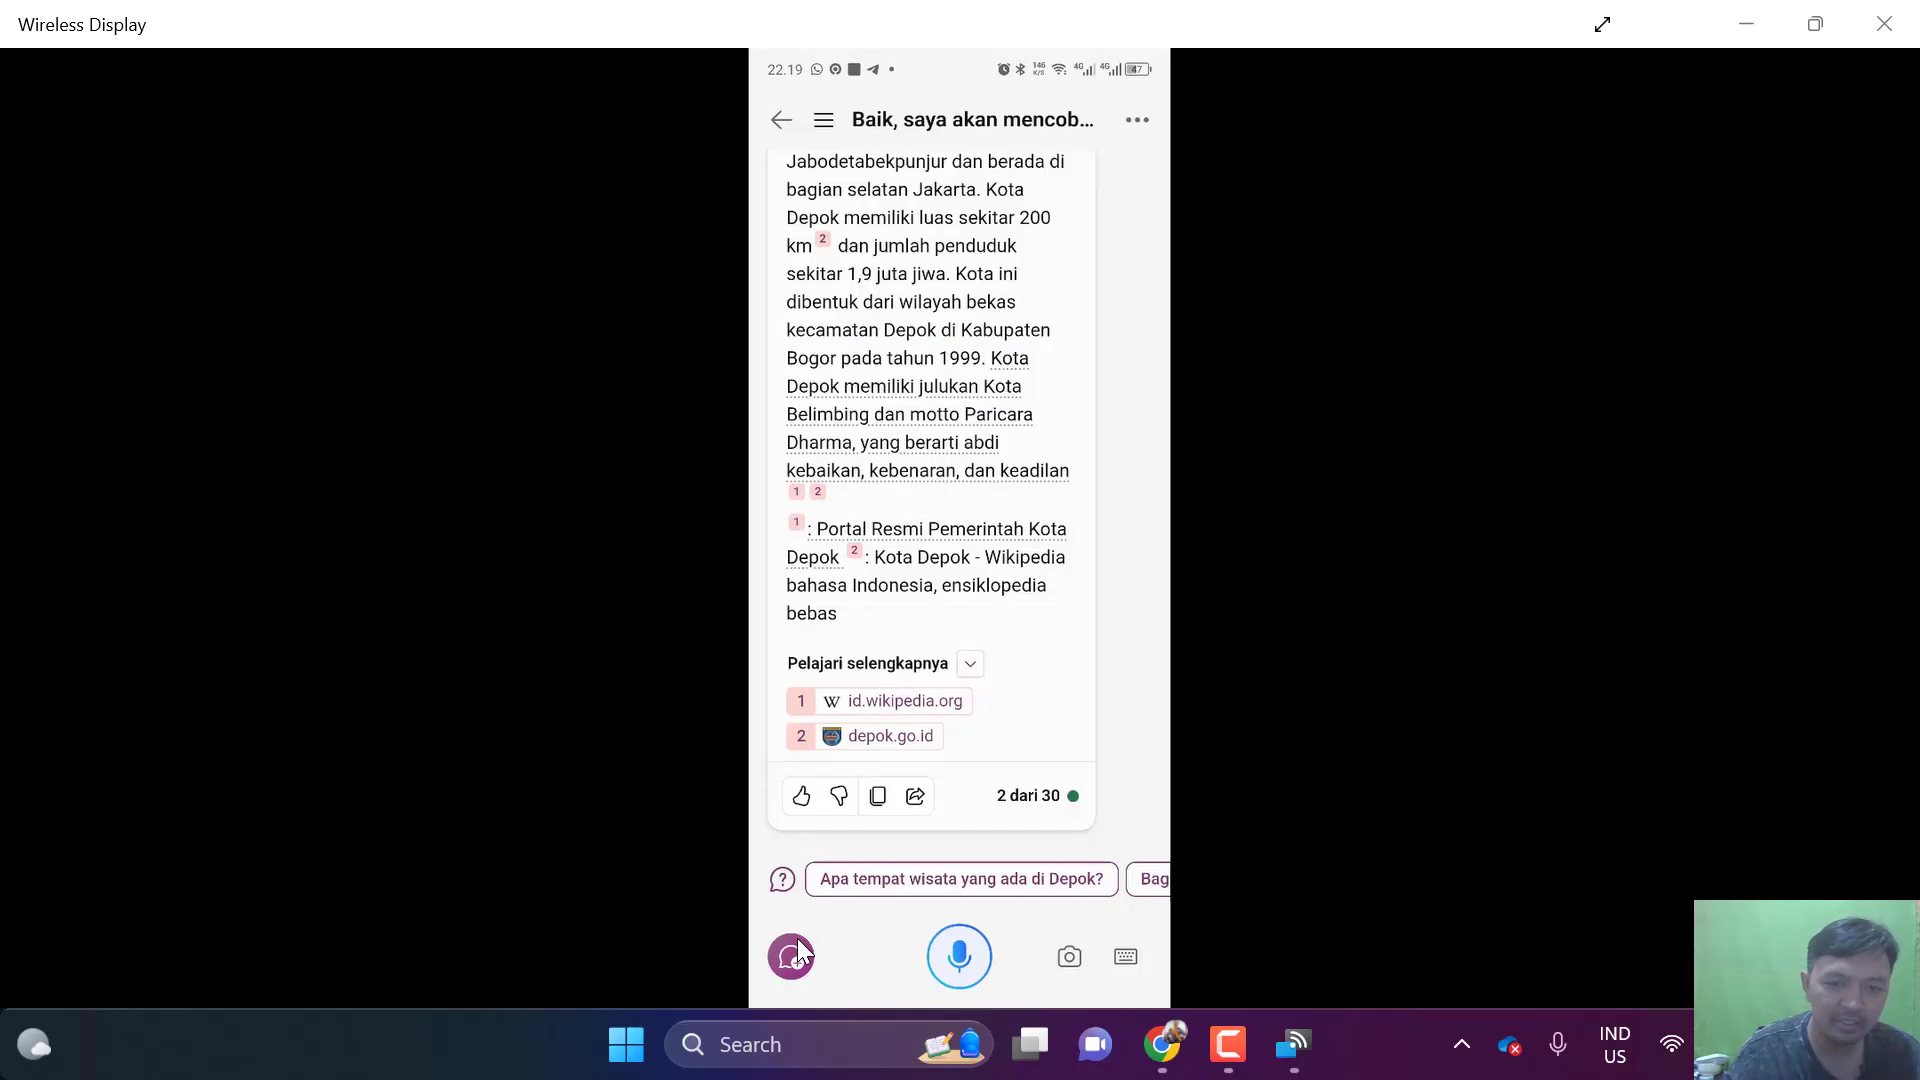 Wireless Display
22.19
146
K/S
4G
4G
47
Baik, saya akan mencob...
Jabodetabekpunjur dan berada di
bagian selatan Jakarta. Kota
Depok memiliki luas sekitar 200
km 2 dan jumlah penduduk
sekitar 1,9 juta jiwa. Kota ini
dibentuk dari wilayah bekas
kecamatan Depok di Kabupaten
Bogor pada tahun 1999. Kota
Depok memiliki julukan Kota
Belimbing dan motto Paricara
Dharma, yang berarti abdi
kebaikan, kebenaran, dan keadilan
1 2
1 : Portal Resmi Pemerintah Kota
Depok 2 : Kota Depok - Wikipedia
bahasa Indonesia, ensiklopedia
bebas
Pelajari selengkapnya
1 W id.wikipedia.org
2 depok.go.id
2 dari 30
Apa tempat wisata yang ada di Depok?
Bag
Search
IND
US